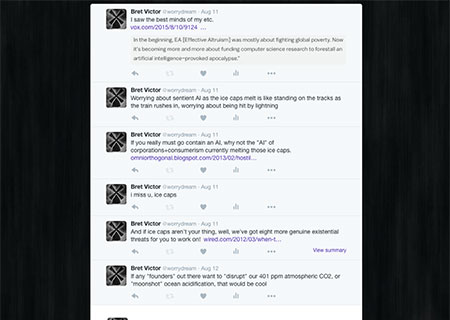 Bret Victor @worrydream · Aug 11
I saw the best minds of my etc.
vox.com/2015/8/10/9124 …
In the beginning, EA [Effective Altruism] was mostly about fighting global poverty. Now
it's becoming more and more about funding computer science research to forestall an
artificial intelligence–provoked apocalypse."
Bret Victor @worrydream · Aug 11
Worrying about sentient AI as the ice caps melt is like standing on the tracks as
the train rushes in, worrying about being hit by lightning
Bret Victor @worrydream · Aug 11
If you really must go contain an AI, why not the "AI" of
corporations+consumerism currently melting those ice caps.
omniorthogonal.blogspot.com/2013/02/hostil…
Bret Victor @worrydream · Aug 11
i miss u, ice caps
Bret Victor @worrydream · Aug 11
And if ice caps aren't your thing, well, we've got eight more genuine existential
threats for you to work on! wired.com/2012/03/when-t…
View summary
Bret Victor @worrydream · Aug 12
If any "founders" out there want to "disrupt" our 401 ppm atmospheric CO2, or
"moonshot" ocean acidification, that would be cool